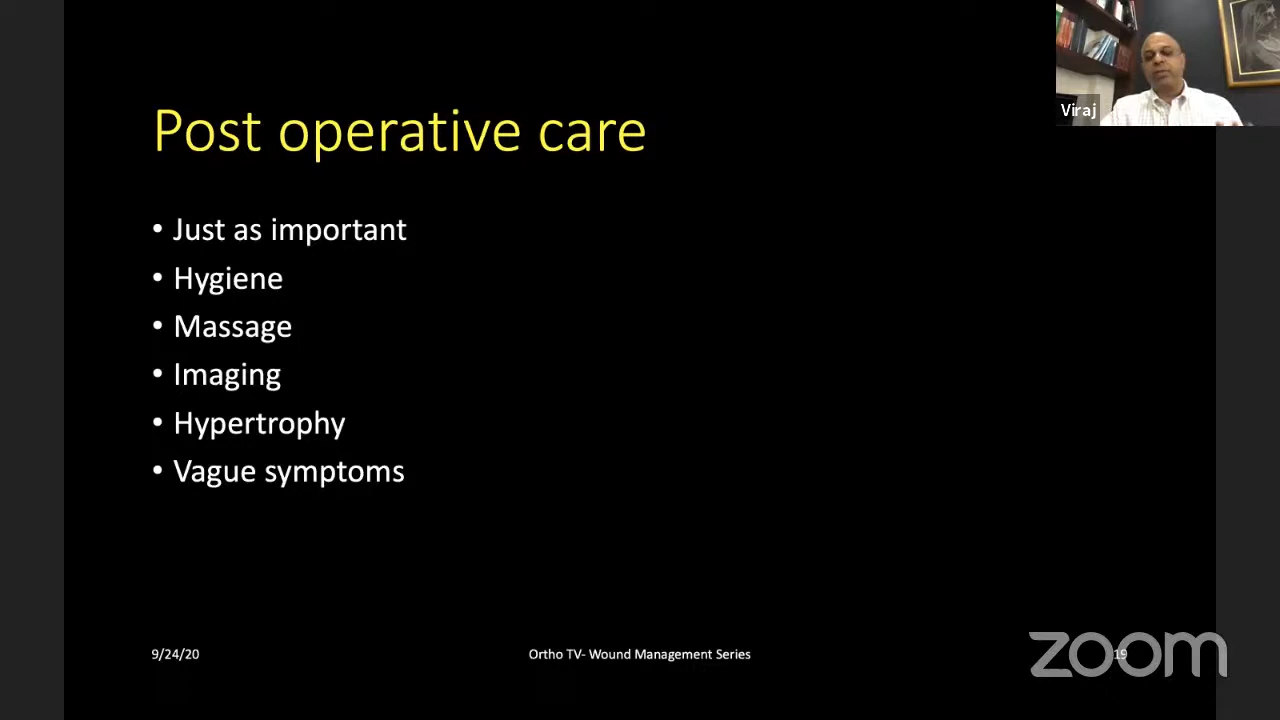 Viraj
Post operative care
• Just as important
• Hygiene
• Massage
• Imaging
• Hypertrophy
• Vague symptoms
9/24/20
Ortho TV- Wound Management Series
19
zoom